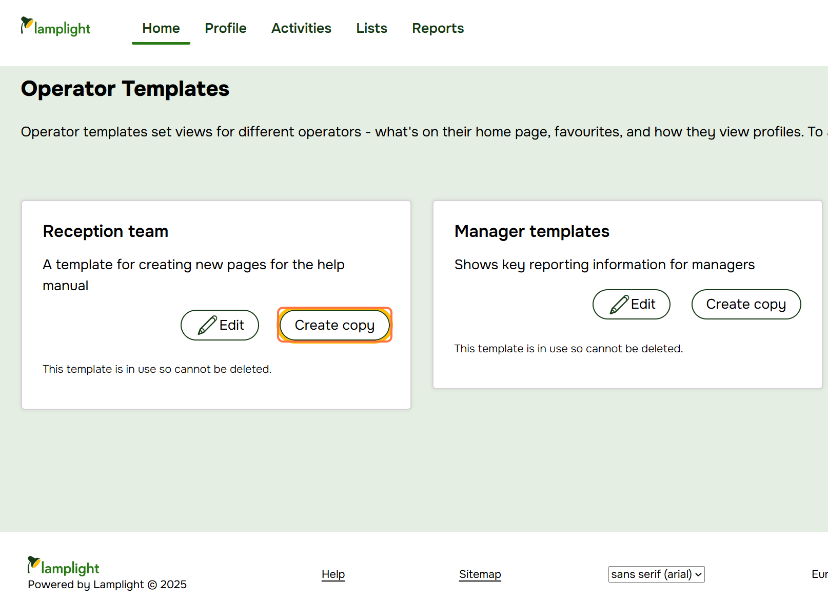 lamplight
Home Profile Activities Lists Reports
Operator Templates
Operator templates set views for different operators - what's on their home page, favourites, and how they view profiles. To
Reception team
A template for creating new pages for the help
manual
Edit Create copy
This template is in use so cannot be deleted.
Manager templates
Shows key reporting information for managers
Edit Create copy
This template is in use so cannot be deleted.
lamplight
Powered by Lamplight © 2025
Help
Sitemap
sans serif (arial)